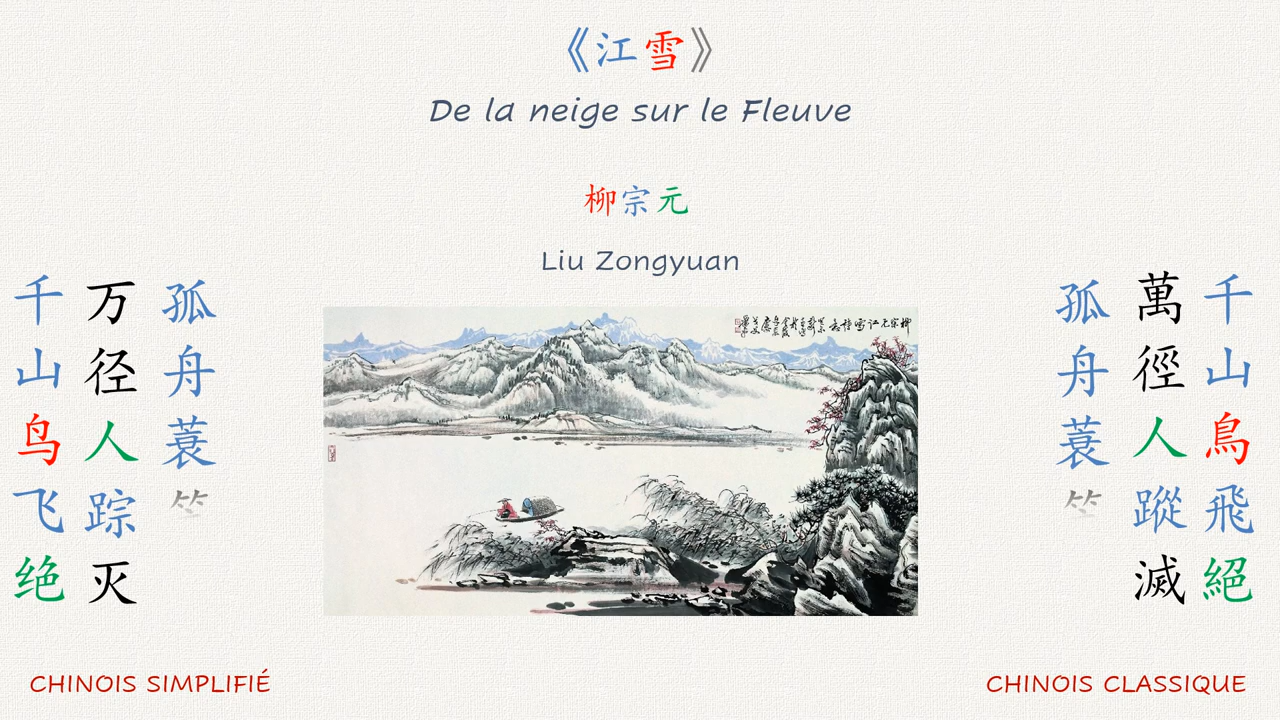 《江雪》
De la neige sur le Fleuve
柳宗元
Liu Zongyuan
千山鸟飞绝
万径人踪灭
孤舟蓑
千山鳥飛絕
萬徑人蹤滅
孤舟蓑
CHINOIS SIMPLIFIÉ
CHINOIS CLASSIQUE